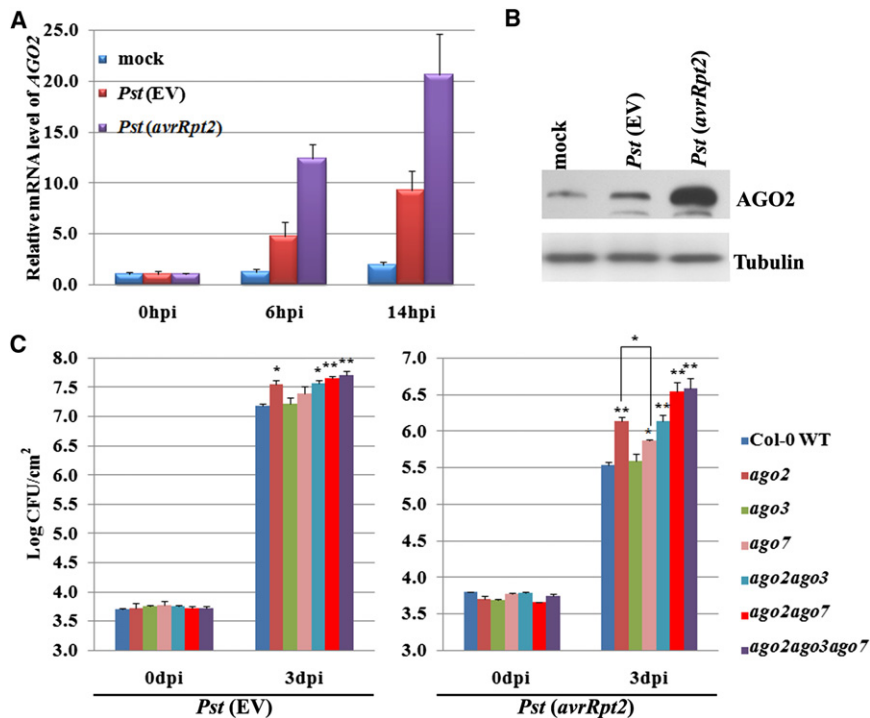 A
Relative mRNA level of AGO2
25.0
20.0
15.0
10.0
5.0
0.0
mock
Pst (EV)
Pst (avrRpt2)
0hpi 6hpi 14hpi
B
mock
Pst (EV)
Pst (avrRpt2)
AGO2
Tubulin
C
Log CFU/cm²
8.0
7.5
7.0
6.5
6.0
5.5
5.0
4.5
4.0
3.5
3.0
* * ** **
0dpi 3dpi
Pst (EV)
7.0
6.5
6.0
5.5
5.0
4.5
4.0
3.5
3.0
*
** * ** ** **
0dpi 3dpi
Pst (avrRpt2)
Col-0 WT
ago2
ago3
ago7
ago2ago3
ago2ago7
ago2ago3ago7